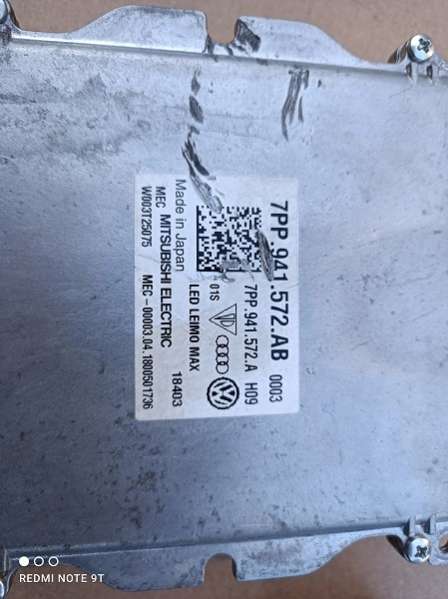 7PP.941.572.AB 0003
7PP.941.572.A H09
01S
LED LEIMO MAX
Made in Japan 18403
MEC MITSUBISHI ELECTRIC
W003T25075 MEC-00003.04.1800501736
REDMI NOTE 9T